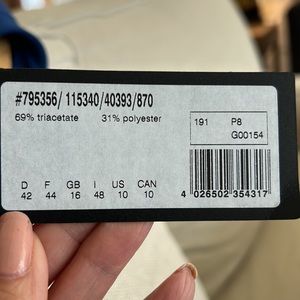 #795356/ 115340/40393/870
69% triacetate 31% polyester
191 P8
G00154
D F GB I US CAN
42 44 16 48 10 10
4 026502 354317